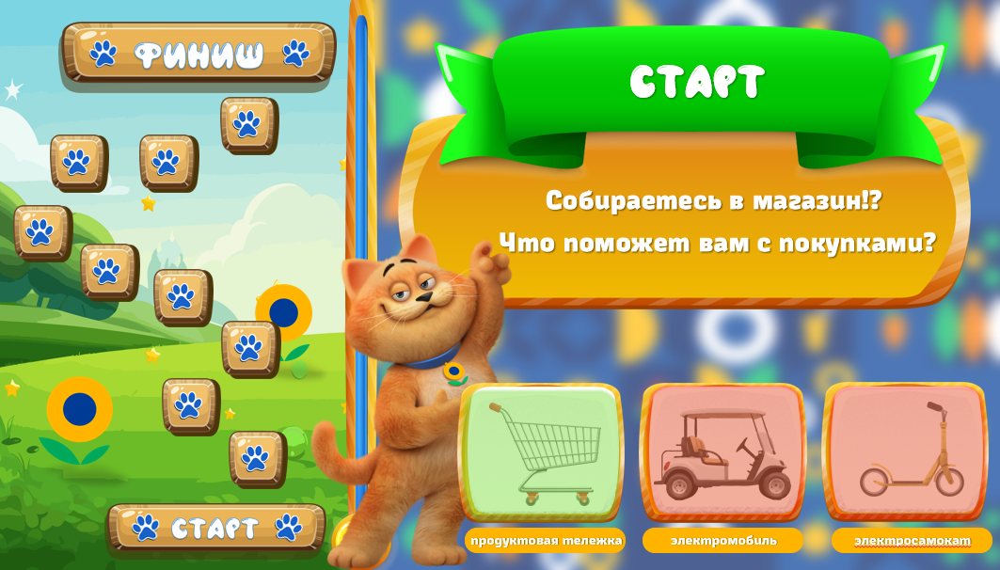 ФИНИШ
СТАРТ
СТАРТ
Собираетесь в магазин!?
Что поможет вам с покупками?
продуктовая тележка
электромобиль
электросамокат